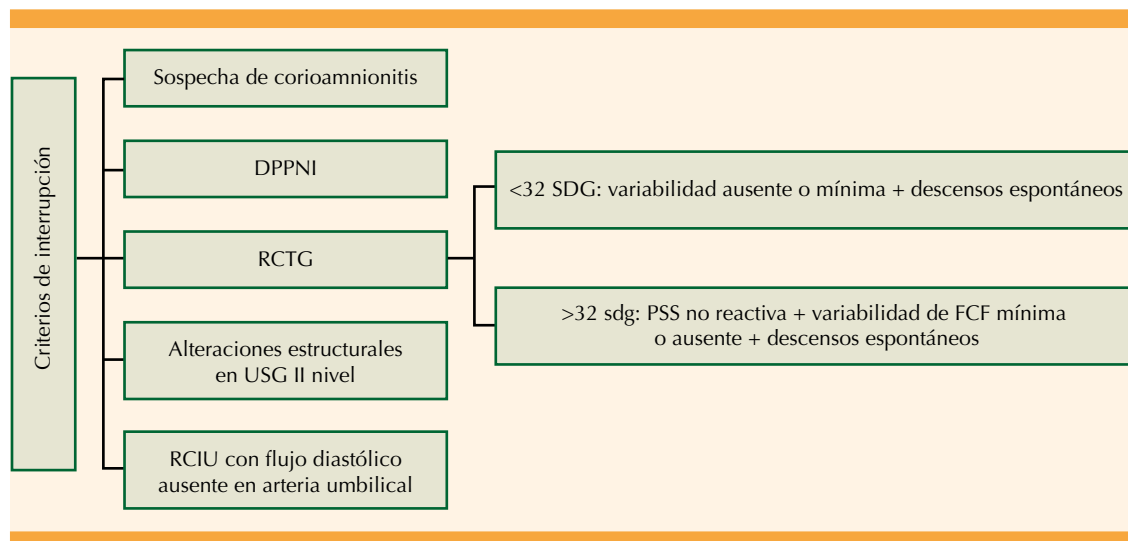 Criterios de interrupción
Sospecha de corioamnionitis
DPPNI
RCTG
<32 SDG: variabilidad ausente o mínima + descensos espontáneos
>32 sdg: PSS no reactiva + variabilidad de FCF mínima
o ausente + descensos espontáneos
Alteraciones estructurales
en USG II nivel
RCIU con flujo diastólico
ausente en arteria umbilical